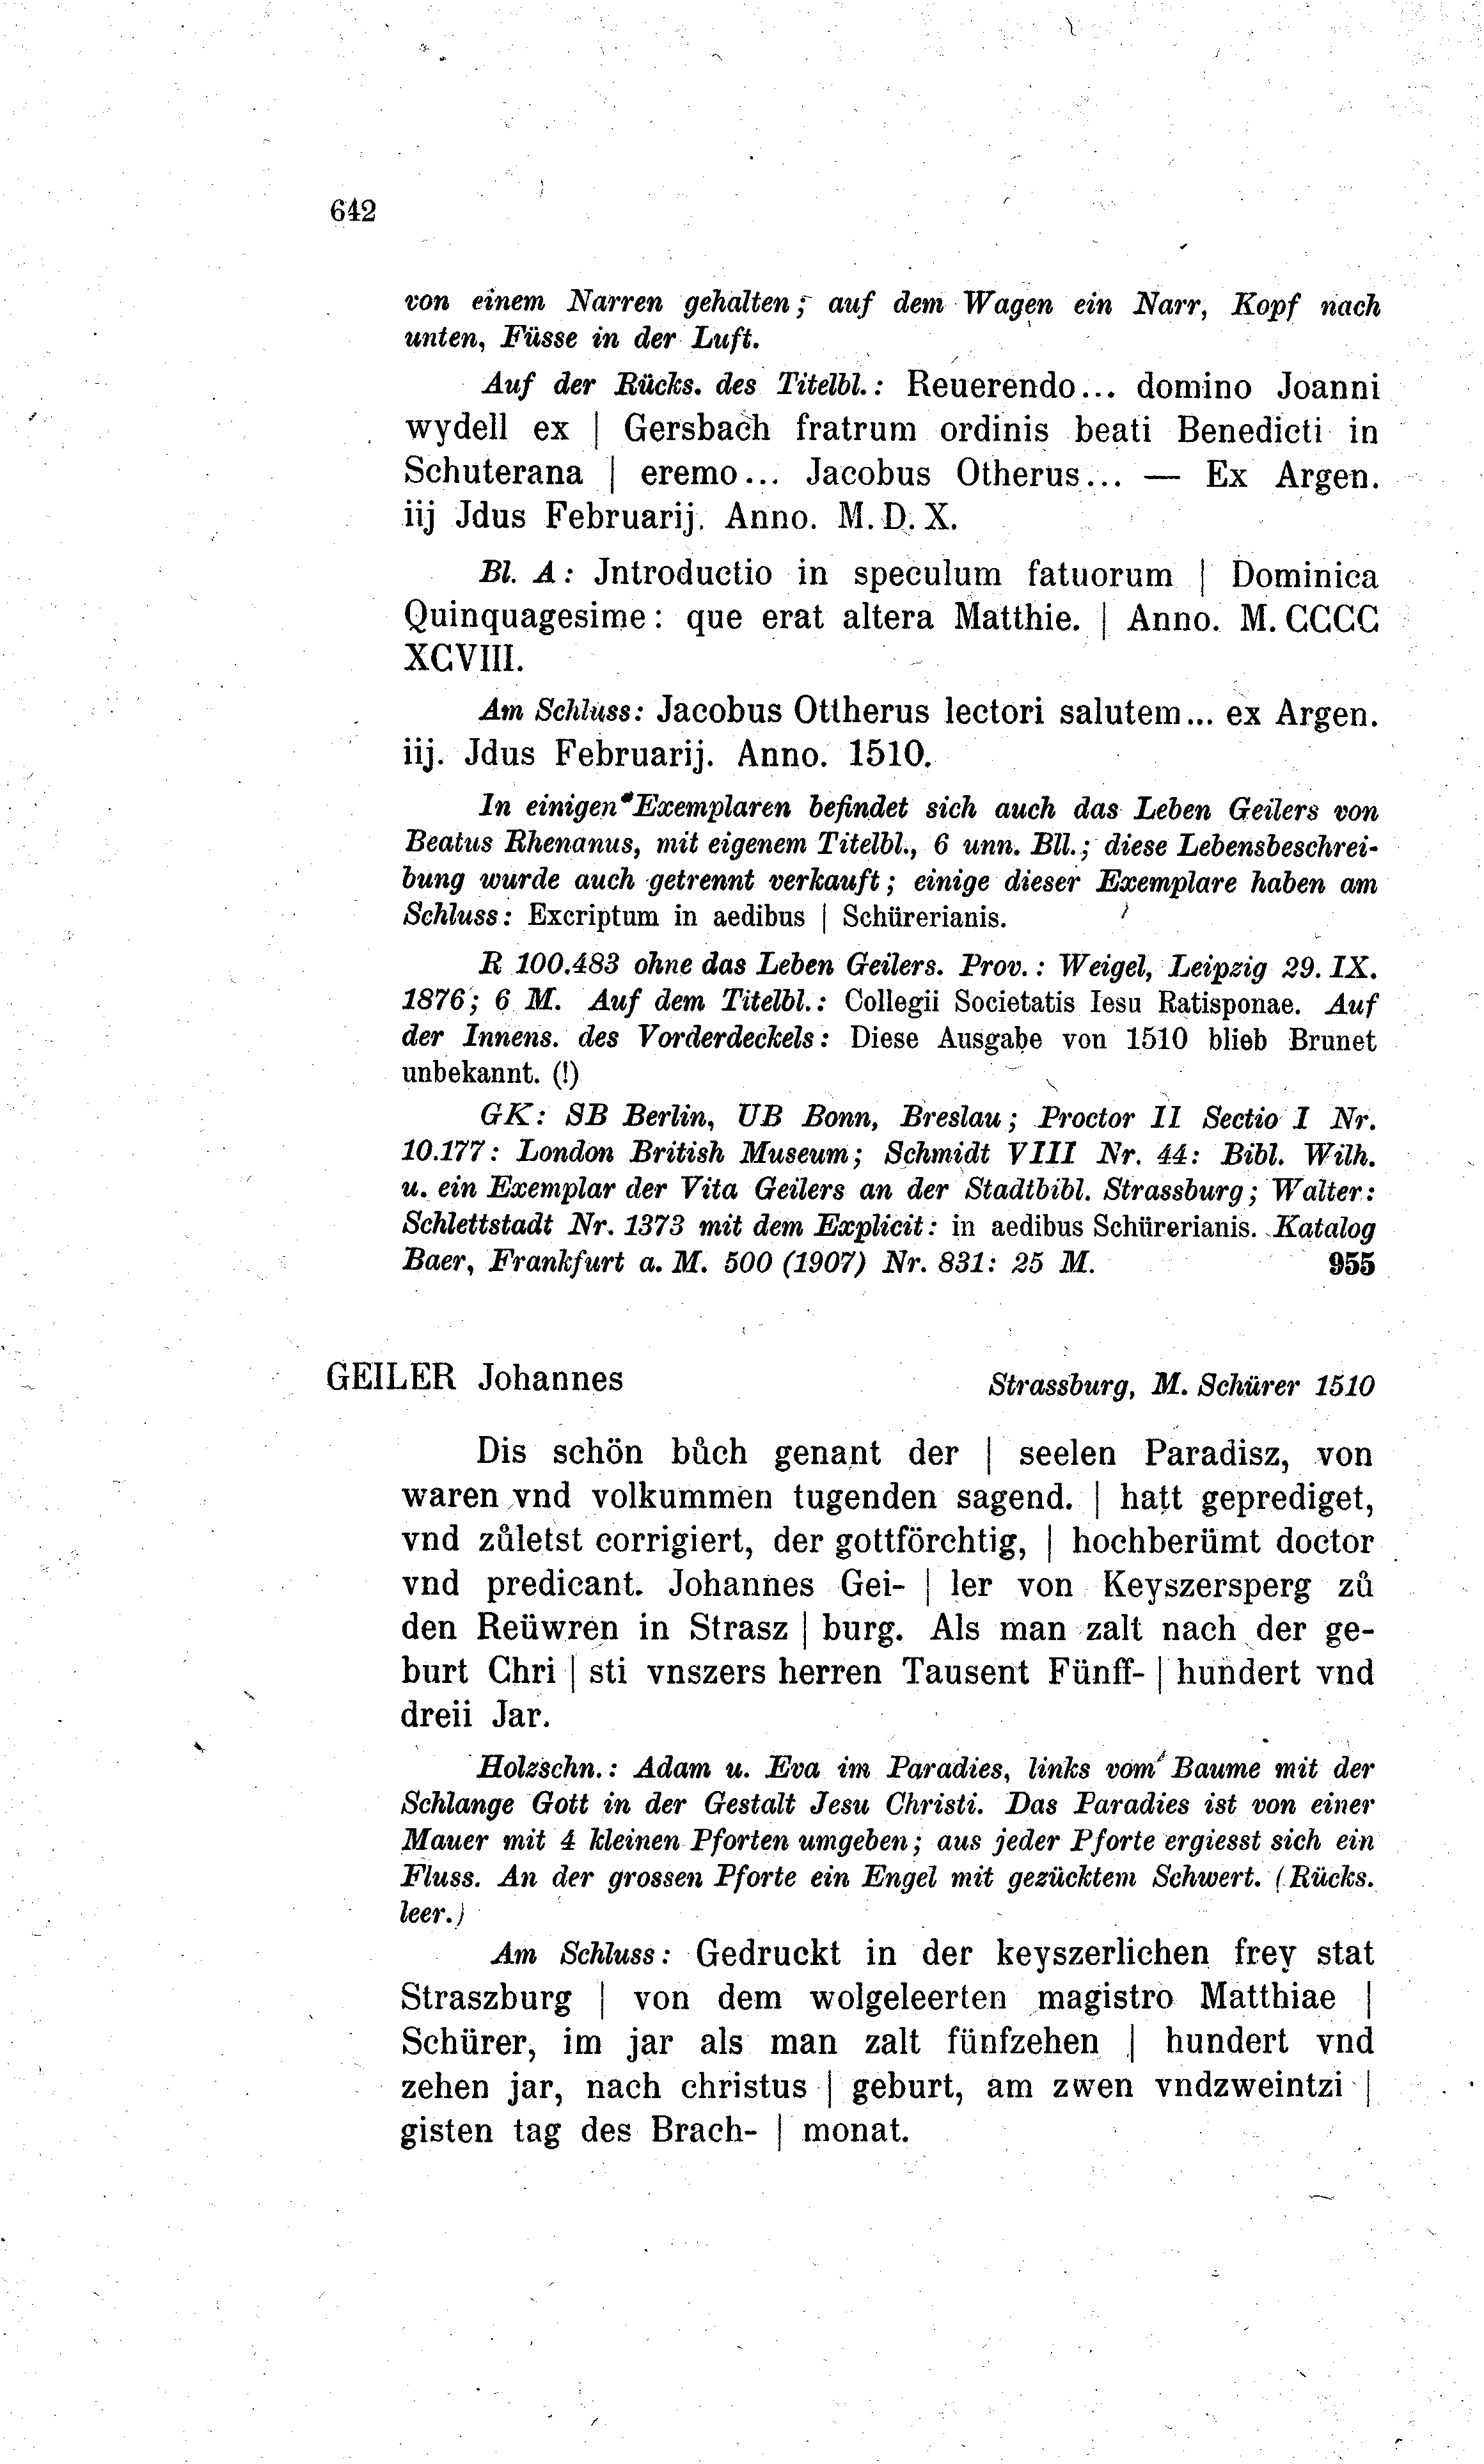 642
von einem Narren gehalten; auf dem Wagen ein Narr, Kopf nach
unten, Füsse in der Luft.
Auf der Rücks. des Titelbl.: Reuerendo... domino Joanni
wydell ex | Gersbach fratrum ordinis beati Benedicti in
Schuterana | eremo... Jacobus Otherus... — Ex Argen.
iij Jdus Februarij. Anno. M. D. X.
Bl. A: Jntroductio in speculum fatuorum | Dominica
Quinquagesime: que erat altera Matthie. | Anno. M. CCCC
XCVIII.
Am Schluss: Jacobus Ottherus lectori salutem... ex Argen.
iij. Jdus Februarij. Anno. 1510.
In einigen Exemplaren befindet sich auch das Leben Geilers von
Beatus Rhenanus, mit eigenem Titelbl., 6 unn. Bll.; diese Lebensbeschrei-
bung wurde auch getrennt verkauft; einige dieser Exemplare haben am
Schluss: Excriptum in aedibus | Schürerianis.
R 100.483 ohne das Leben Geilers. Prov.: Weigel, Leipzig 29. IX.
1876; 6 M. Auf dem Titelbl.: Collegii Societatis Iesu Ratisponae. Auf
der Innens. des Vorderdeckels: Diese Ausgabe von 1510 blieb Brunet
unbekannt. (!)
GK: SB Berlin, UB Bonn, Breslau; Proctor II Sectio I Nr.
10.177: London British Museum; Schmidt VIII Nr. 44: Bibl. Wilh.
u. ein Exemplar der Vita Geilers an der Stadtbibl. Strassburg; Walter:
Schlettstadt Nr. 1373 mit dem Explicit: in aedibus Schürerianis. Katalog
Baer, Frankfurt a. M. 500 (1907) Nr. 831: 25 M. 955
GEILER Johannes Strassburg, M. Schürer 1510
Dis schön bůch genant der | seelen Paradisz, von
waren vnd volkummen tugenden sagend. | hatt geprediget,
vnd zůletst corrigiert, der gottförchtig, | hochberümt doctor
vnd predicant. Johannes Gei- | ler von Keyszersperg zů
den Reüwren in Strasz | burg. Als man zalt nach der ge-
burt Chri | sti vnszers herren Tausent Fünff- | hundert vnd
dreii Jar.
Holzschn.: Adam u. Eva im Paradies, links vom Baume mit der
Schlange Gott in der Gestalt Jesu Christi. Das Paradies ist von einer
Mauer mit 4 kleinen Pforten umgeben; aus jeder Pforte ergiesst sich ein
Fluss. An der grossen Pforte ein Engel mit gezücktem Schwert. (Rücks.
leer.)
Am Schluss: Gedruckt in der keyszerlichen frey stat
Straszburg | von dem wolgeleerten magistro Matthiae |
Schürer, im jar als man zalt fünfzehen | hundert vnd
zehen jar, nach christus | geburt, am zwen vndzweintzi |
gisten tag des Brach- | monat.